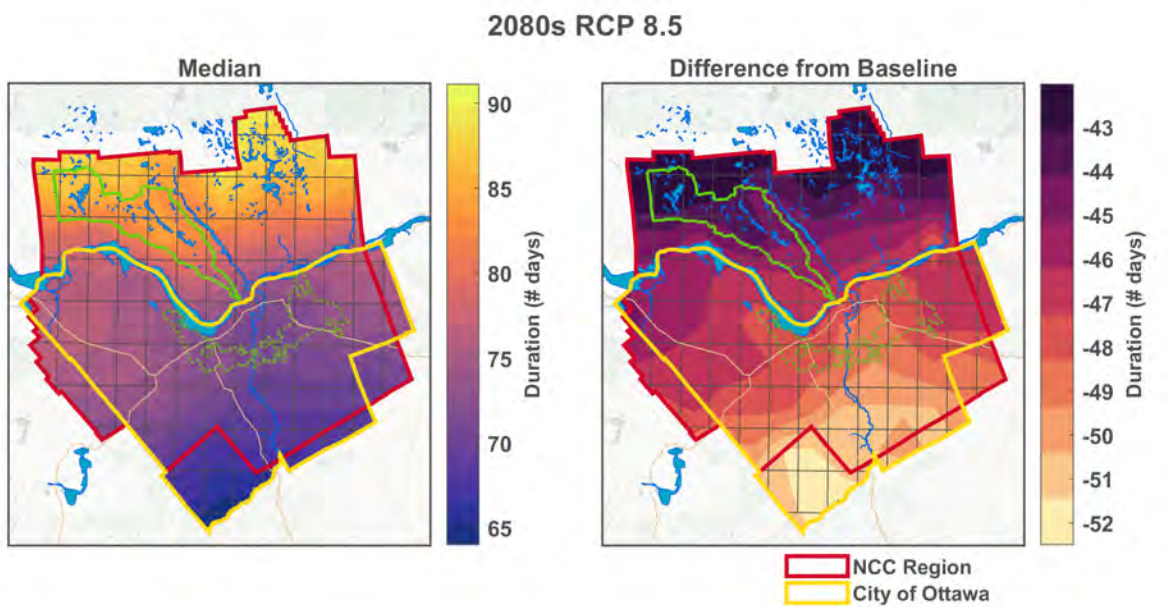 2080s RCP 8.5
Median
90
85
80
75
70
65
Duration (# days)
Difference from Baseline
-43
-44
-45
-46
-47
-48
-49
-50
-51
-52
Duration (# days)
NCC Region
City of Ottawa